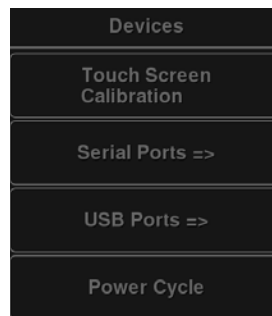 Devices
Touch Screen
Calibration
Serial Ports =>
USB Ports =>
Power Cycle